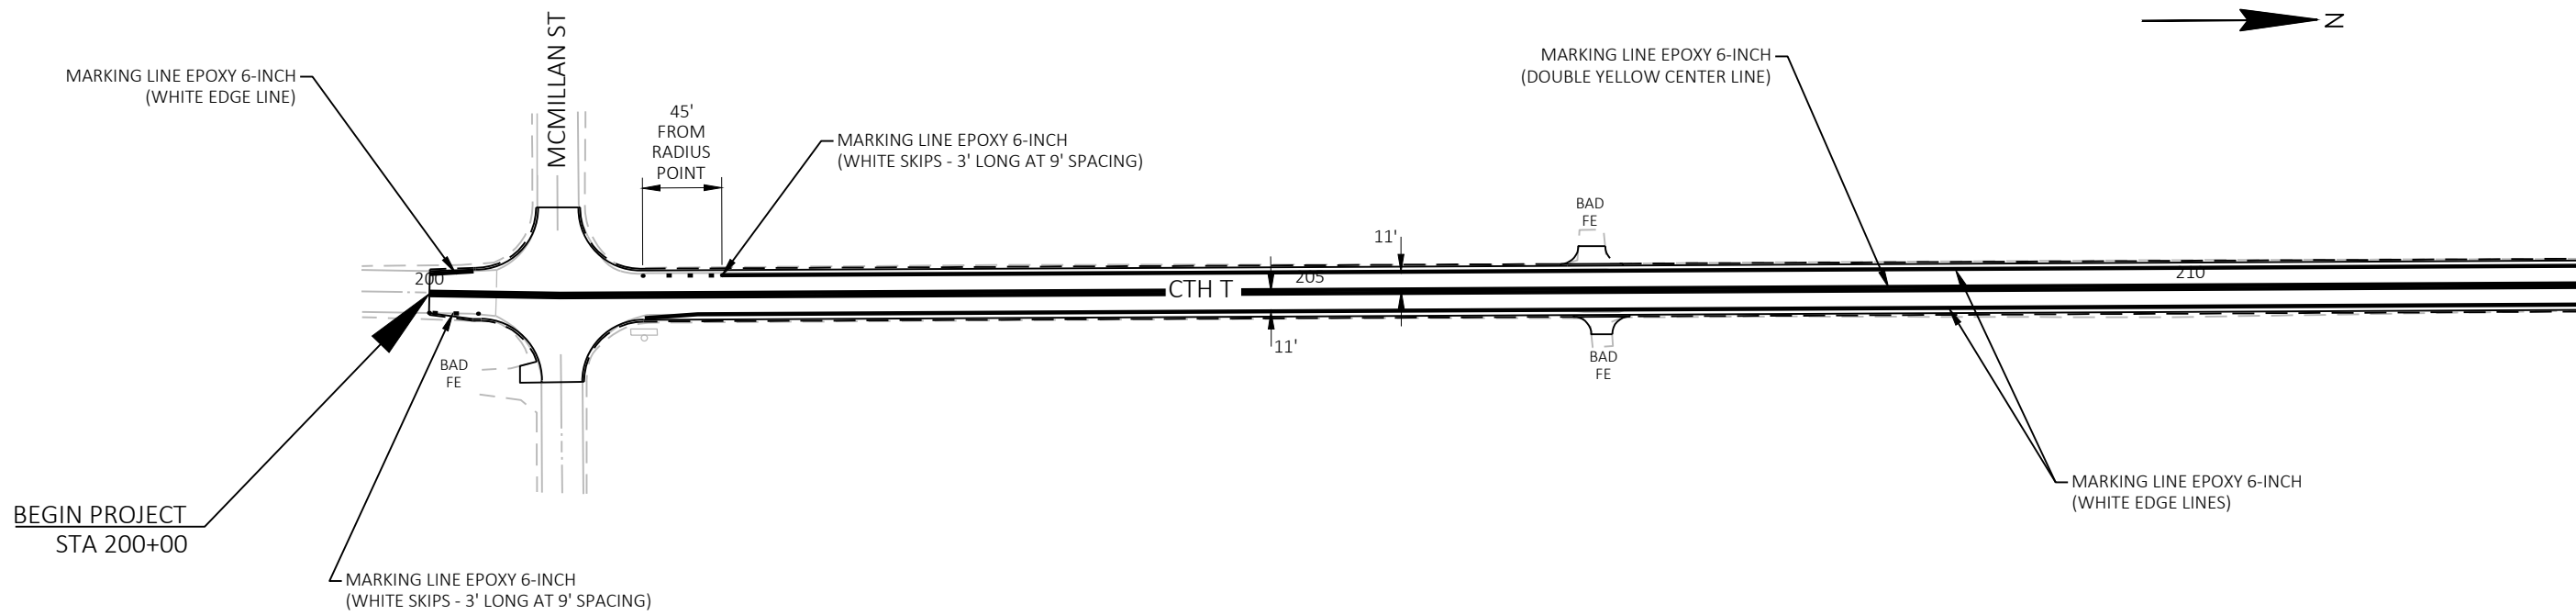 N
MCMILLAN ST
MARKING LINE EPOXY 6-INCH
(WHITE EDGE LINE)
45'
FROM
RADIUS
POINT
MARKING LINE EPOXY 6-INCH
(WHITE SKIPS - 3' LONG AT 9' SPACING)
MARKING LINE EPOXY 6-INCH
(DOUBLE YELLOW CENTER LINE)
BAD
FE
11'
200
205
210
CTH T
11'
BAD
FE
BAD
FE
MARKING LINE EPOXY 6-INCH
(WHITE EDGE LINES)
BEGIN PROJECT
STA 200+00
MARKING LINE EPOXY 6-INCH
(WHITE SKIPS - 3' LONG AT 9' SPACING)